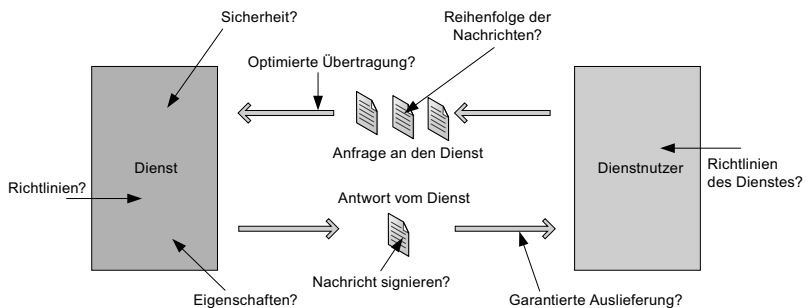 Sicherheit?
Reihenfolge der
Nachrichten?
Optimierte Übertragung?
Anfrage an den Dienst
Dienst
Dienstnutzer
Richtlinien
des Dienstes?
Richtlinien?
Antwort vom Dienst
Nachricht signieren?
Eigenschaften?
Garantierte Auslieferung?